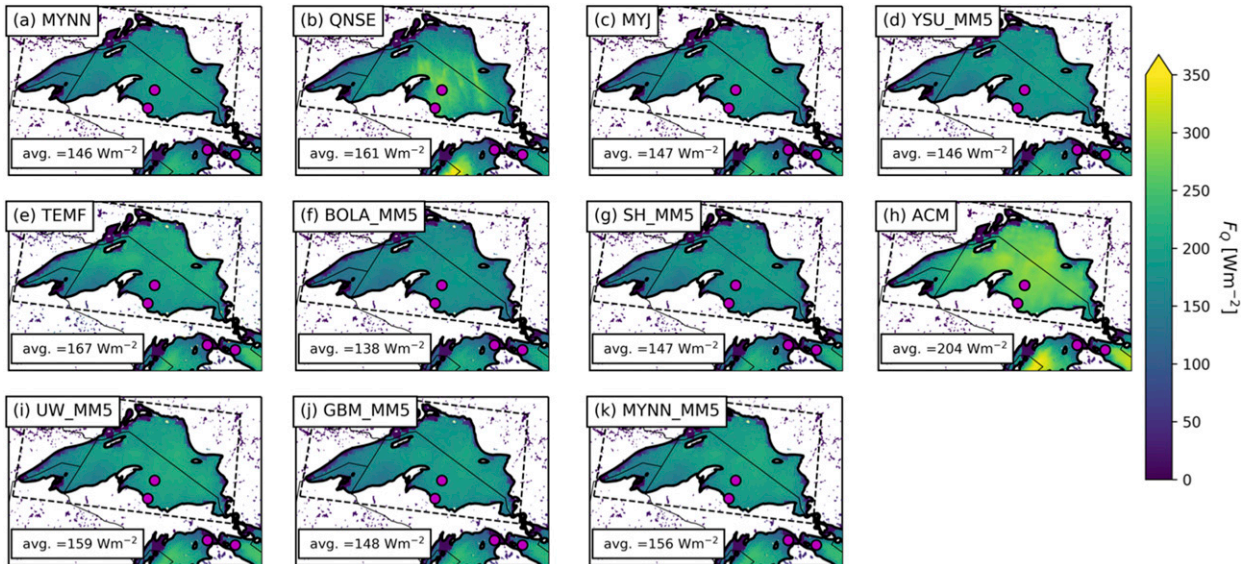 (a) MYNN
(b) QNSE
(c) MYJ
(d) YSU_MM5
avg. =146 Wm⁻²
avg. =161 Wm⁻²
avg. =147 Wm⁻²
avg. =146 Wm⁻²
(e) TEMF
(f) BOLA_MM5
(g) SH_MM5
(h) ACM
avg. =167 Wm⁻²
avg. =138 Wm⁻²
avg. =147 Wm⁻²
avg. =204 Wm⁻²
(i) UW_MM5
(j) GBM_MM5
(k) MYNN_MM5
avg. =159 Wm⁻²
avg. =148 Wm⁻²
avg. =156 Wm⁻²
350
300
250
200
150
100
50
0
F_Q [Wm⁻²]